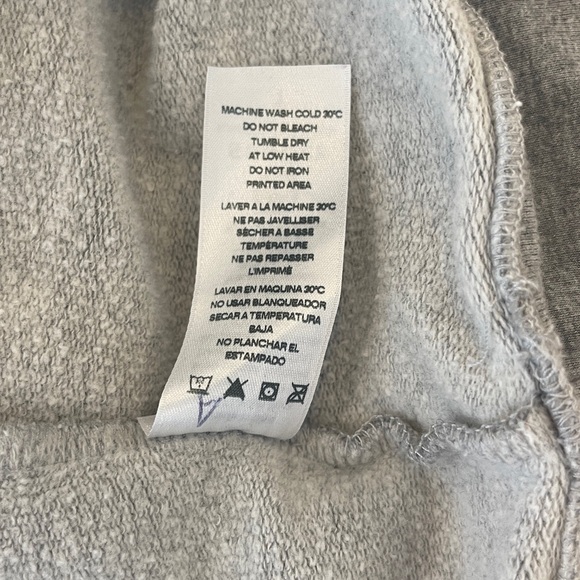 MACHINE WASH COLD 30°C
DO NOT BLEACH
TUMBLE DRY
AT LOW HEAT
DO NOT IRON
PRINTED AREA
LAVER A LA MACHINE 30°C
NE PAS JAVELLISER
SÉCHER A BASSE
TEMPÉRATURE
NE PAS REPASSER
L'IMPRIMÉ
LAVAR EN MAQUINA 30°C
NO USAR BLANQUEADOR
SECAR A TEMPERATURA
BAJA
NO PLANCHAR EL
ESTAMPADO